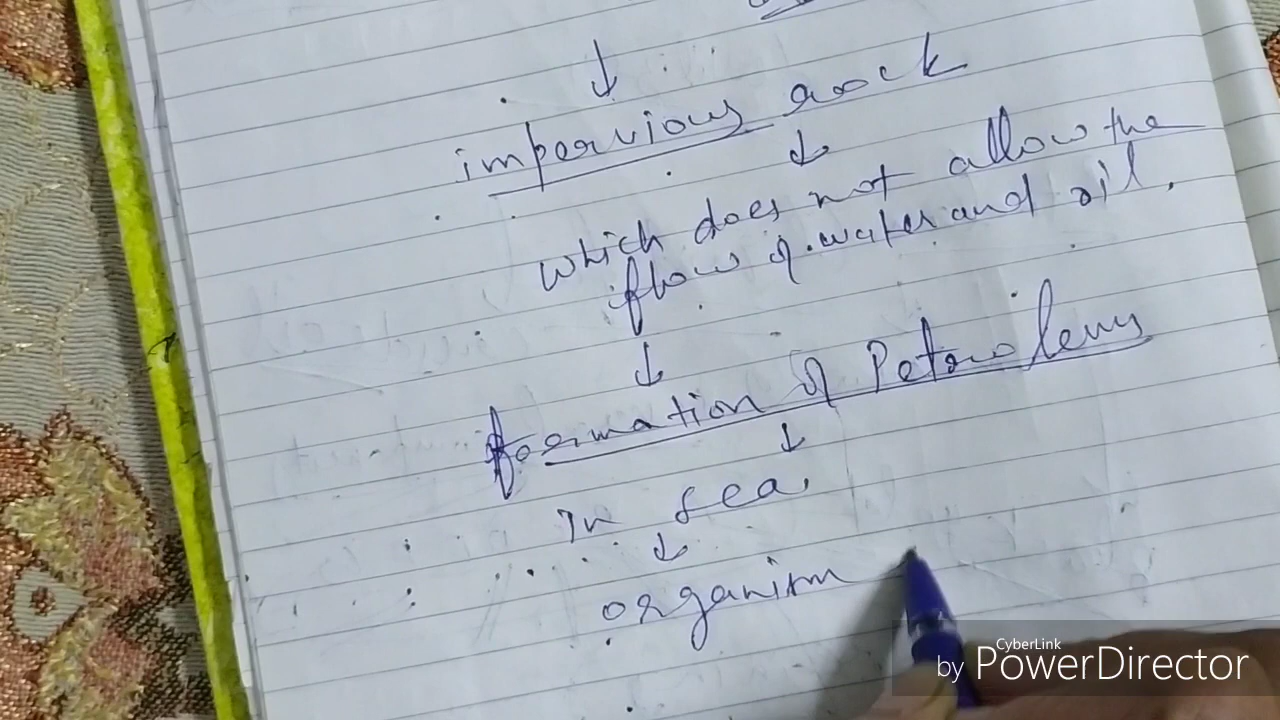 ↓
impervious rock
↓
which does not allow the
flow of water and oil.
↓
formation of Petroleum
↓
In sea
↓
organism
CyberLink
by PowerDirector